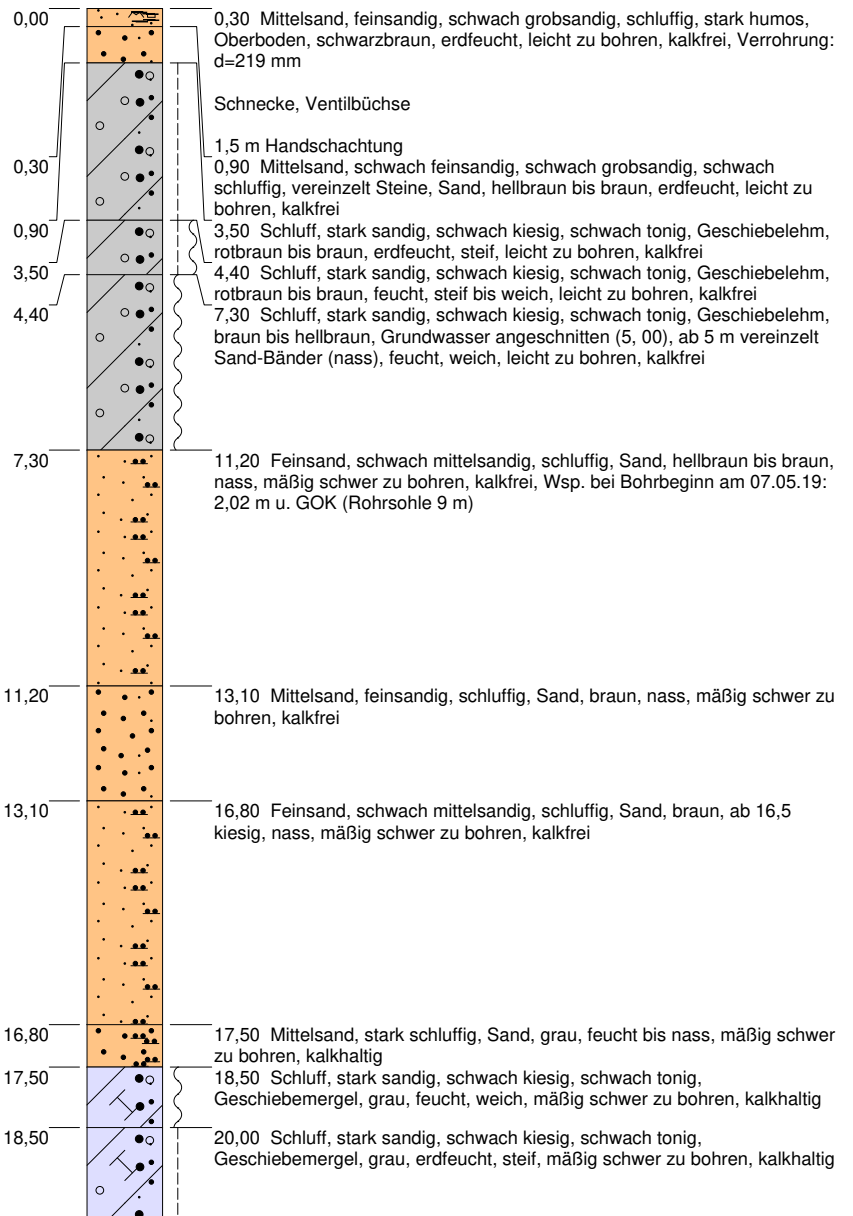 0,00
0,30 Mittelsand, feinsandig, schwach grobsandig, schluffig, stark humos,
Oberboden, schwarzbraun, erdfeucht, leicht zu bohren, kalkfrei, Verrohrung:
d=219 mm
Schnecke, Ventilbüchse
1,5 m Handschachtung
0,30
0,90 Mittelsand, schwach feinsandig, schwach grobsandig, schwach
schluffig, vereinzelt Steine, Sand, hellbraun bis braun, erdfeucht, leicht zu
bohren, kalkfrei
0,90
3,50 Schluff, stark sandig, schwach kiesig, schwach tonig, Geschiebelehm,
rotbraun bis braun, erdfeucht, steif, leicht zu bohren, kalkfrei
3,50
4,40 Schluff, stark sandig, schwach kiesig, schwach tonig, Geschiebelehm,
rotbraun bis braun, feucht, steif bis weich, leicht zu bohren, kalkfrei
4,40
7,30 Schluff, stark sandig, schwach kiesig, schwach tonig, Geschiebelehm,
braun bis hellbraun, Grundwasser angeschnitten (5, 00), ab 5 m vereinzelt
Sand-Bänder (nass), feucht, weich, leicht zu bohren, kalkfrei
7,30
11,20 Feinsand, schwach mittelsandig, schluffig, Sand, hellbraun bis braun,
nass, mäßig schwer zu bohren, kalkfrei, Wsp. bei Bohrbeginn am 07.05.19:
2,02 m u. GOK (Rohrsohle 9 m)
11,20
13,10 Mittelsand, feinsandig, schluffig, Sand, braun, nass, mäßig schwer zu
bohren, kalkfrei
13,10
16,80 Feinsand, schwach mittelsandig, schluffig, Sand, braun, ab 16,5
kiesig, nass, mäßig schwer zu bohren, kalkfrei
16,80
17,50 Mittelsand, stark schluffig, Sand, grau, feucht bis nass, mäßig schwer
zu bohren, kalkhaltig
17,50
18,50 Schluff, stark sandig, schwach kiesig, schwach tonig,
Geschiebemergel, grau, feucht, weich, mäßig schwer zu bohren, kalkhaltig
18,50
20,00 Schluff, stark sandig, schwach kiesig, schwach tonig,
Geschiebemergel, grau, erdfeucht, steif, mäßig schwer zu bohren, kalkhaltig